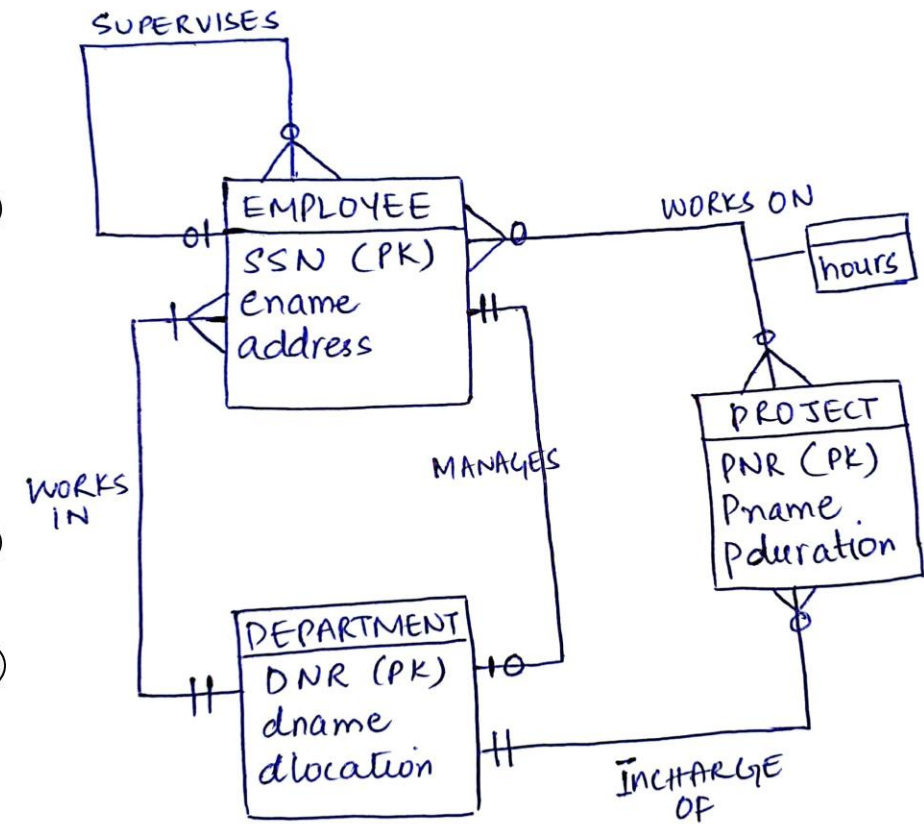 SUPERVISES
EMPLOYEE
SSN (PK)
ename
address
WORKS ON
hours
PROJECT
PNR (PK)
Pname
Pduration
MANAGES
WORKS
IN
DEPARTMENT
DNR (PK)
dname
dlocation
INCHARGE
OF